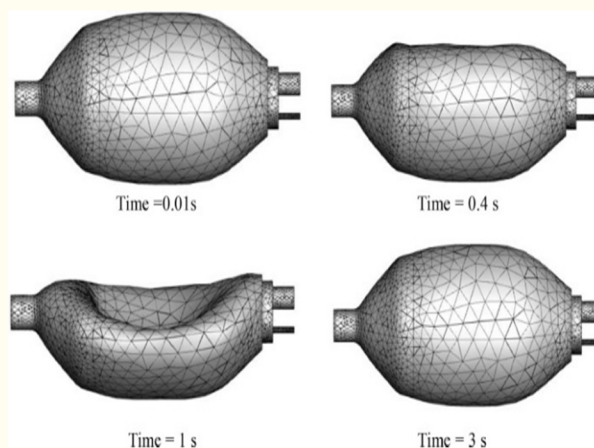 Time =0.01s
Time = 0.4 s
Time = 1 s
Time = 3 s